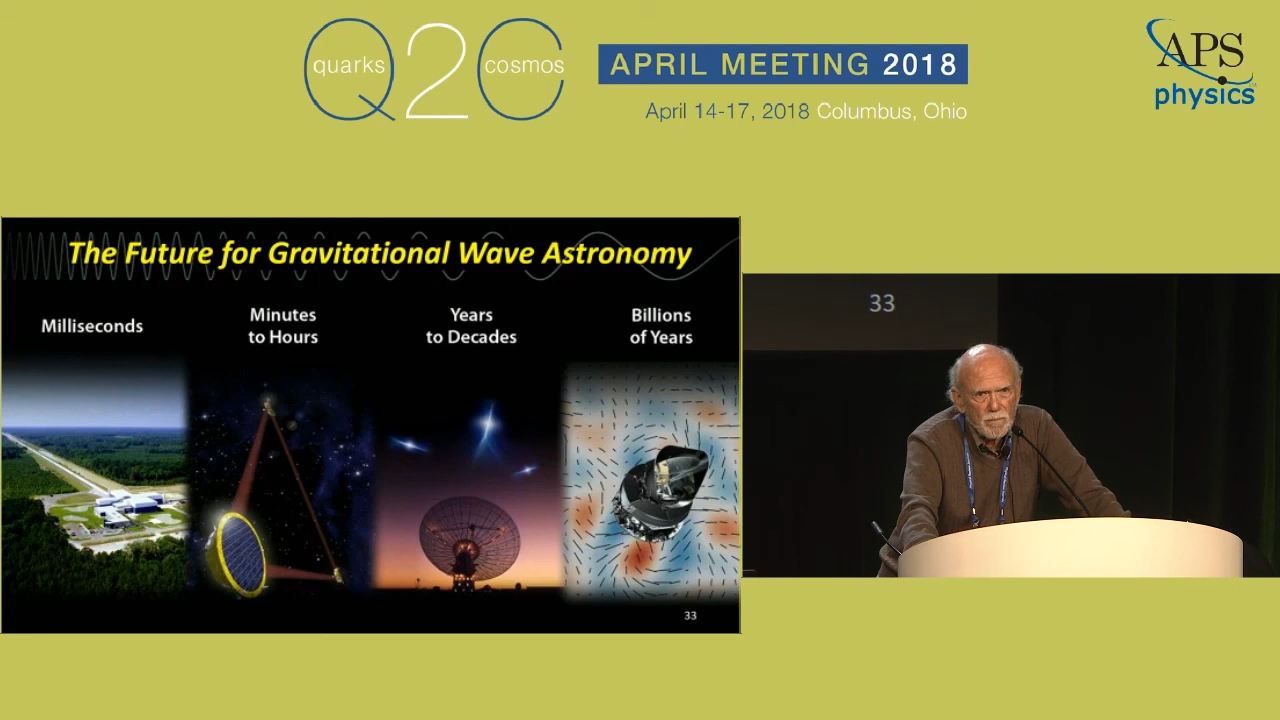 quarks
Q2C
cosmos
APRIL MEETING 2018
April 14-17, 2018 Columbus, Ohio
APS
physics
The Future for Gravitational Wave Astronomy
Milliseconds
Minutes
to Hours
Years
to Decades
Billions
of Years
33
33